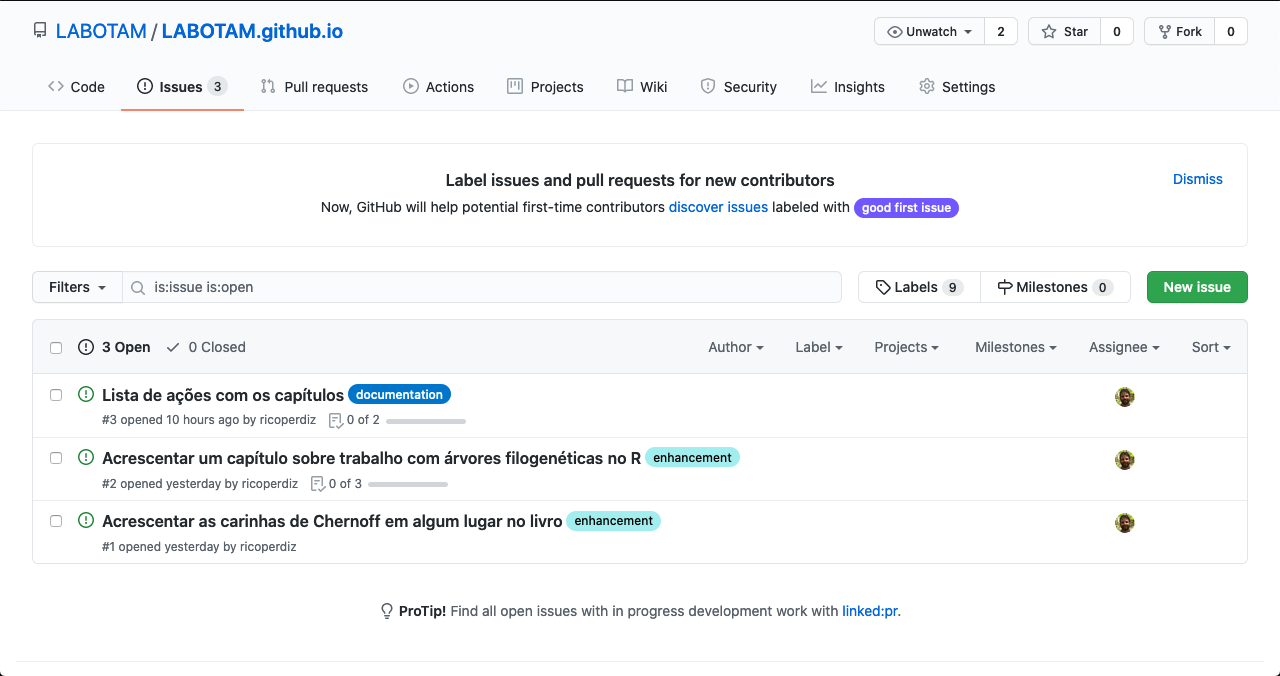 LABOTAM / LABOTAM.github.io
Unwatch 2 Star 0 Fork 0
Code Issues 3 Pull requests Actions Projects Wiki Security Insights Settings
Label issues and pull requests for new contributors
Dismiss
Now, GitHub will help potential first-time contributors discover issues labeled with good first issue
Filters is:issue is:open Labels 9 Milestones 0 New issue
3 Open 0 Closed Author Label Projects Milestones Assignee Sort
Lista de ações com os capítulos documentation
#3 opened 10 hours ago by ricoperdiz 0 of 2
Acrescentar um capítulo sobre trabalho com árvores filogenéticas no R enhancement
#2 opened yesterday by ricoperdiz 0 of 3
Acrescentar as carinhas de Chernoff em algum lugar no livro enhancement
#1 opened yesterday by ricoperdiz
ProTip! Find all open issues with in progress development work with linked:pr.